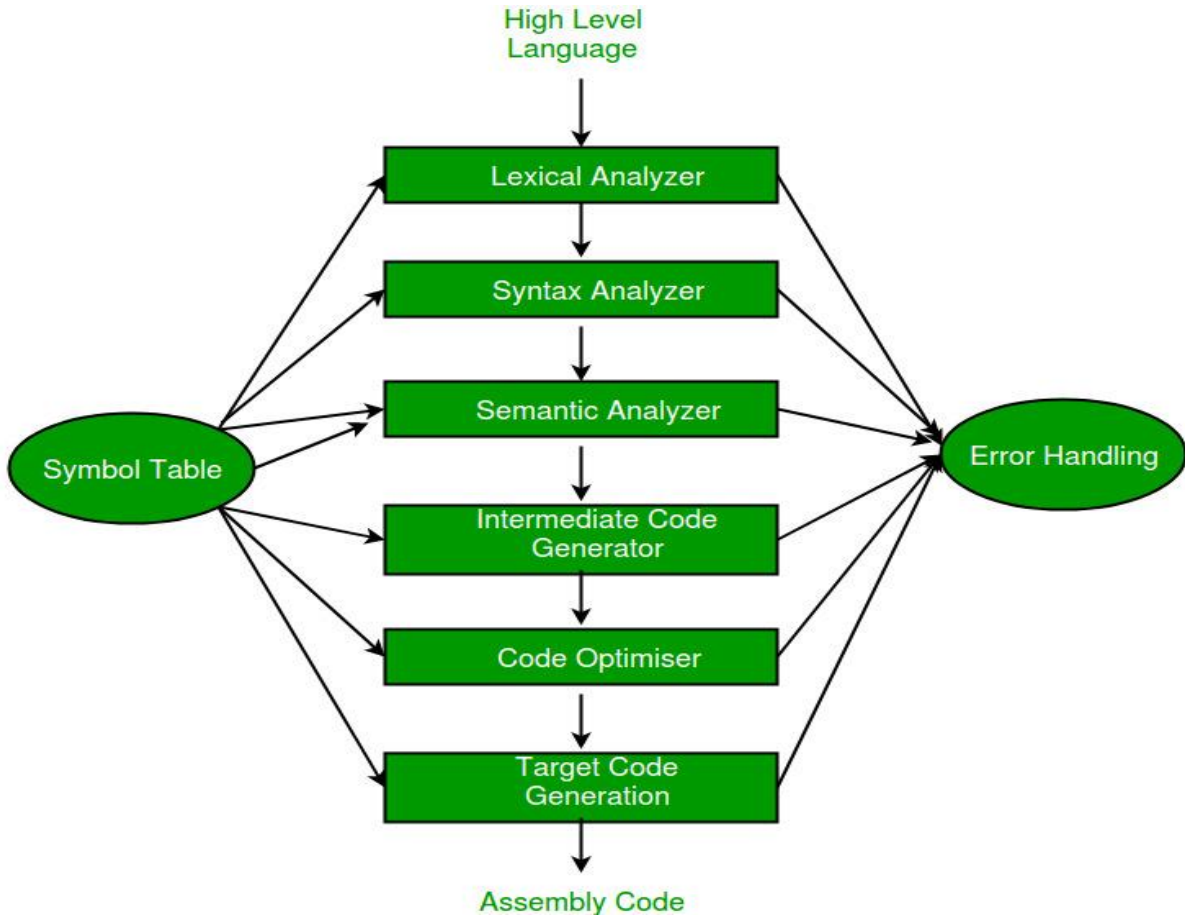 High Level
Language
Lexical Analyzer
Syntax Analyzer
Semantic Analyzer
Symbol Table
Error Handling
Intermediate Code
Generator
Code Optimiser
Target Code
Generation
Assembly Code